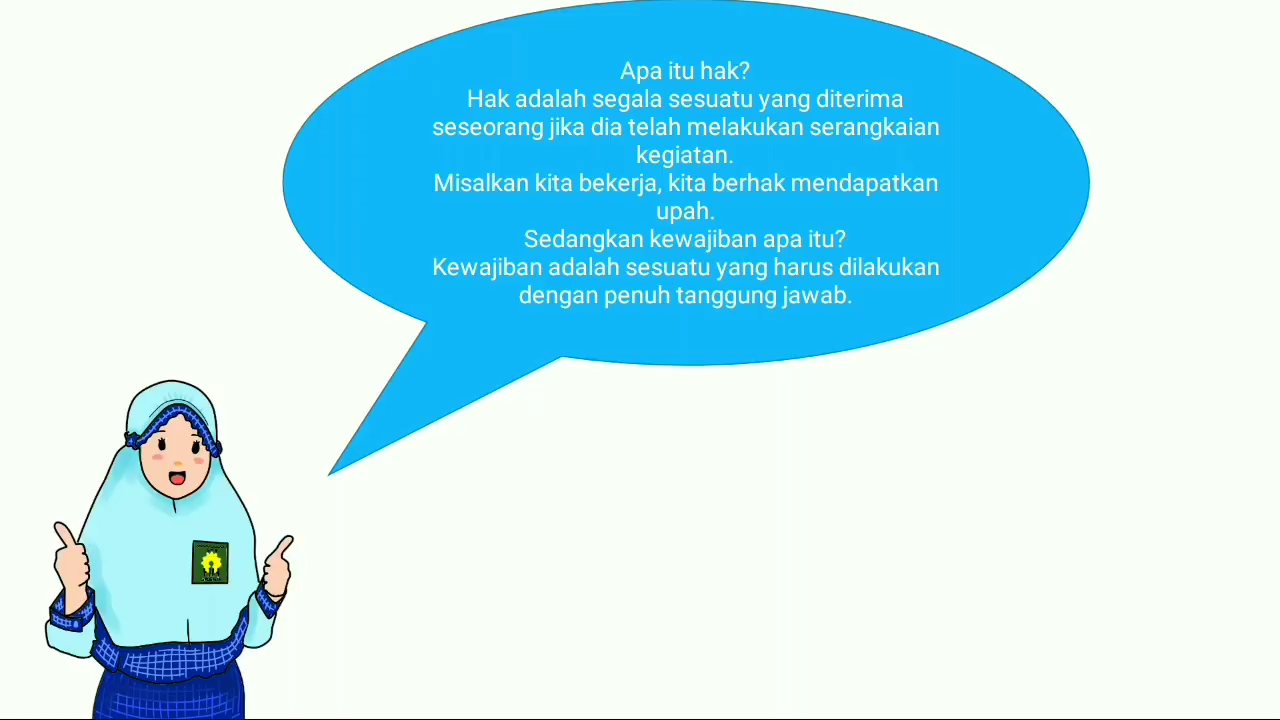 Apa itu hak?
Hak adalah segala sesuatu yang diterima
seseorang jika dia telah melakukan serangkaian
kegiatan.
Misalkan kita bekerja, kita berhak mendapatkan
upah.
Sedangkan kewajiban apa itu?
Kewajiban adalah sesuatu yang harus dilakukan
dengan penuh tanggung jawab.